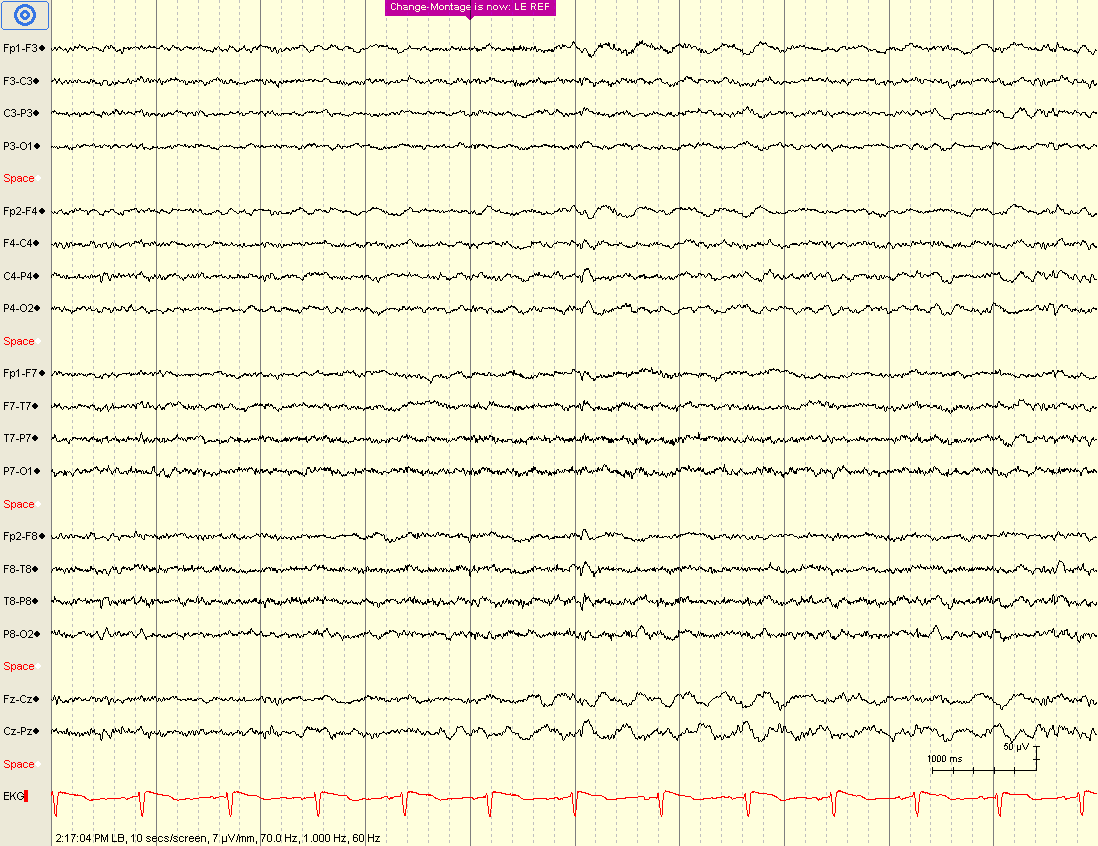 Change-Montage is now: LE REF
Fp1-F3
F3-C3
C3-P3
P3-O1
Space
Fp2-F4
F4-C4
C4-P4
P4-O2
Space
Fp1-F7
F7-T7
T7-P7
P7-O1
Space
Fp2-F8
F8-T8
T8-P8
P8-O2
Space
Fz-Cz
Cz-Pz
50 µV
1000 ms
Space
EKG
2:17:04 PM LB, 10 secs/screen, 7 µV/mm, 70.0 Hz, 1.000 Hz, 60 Hz